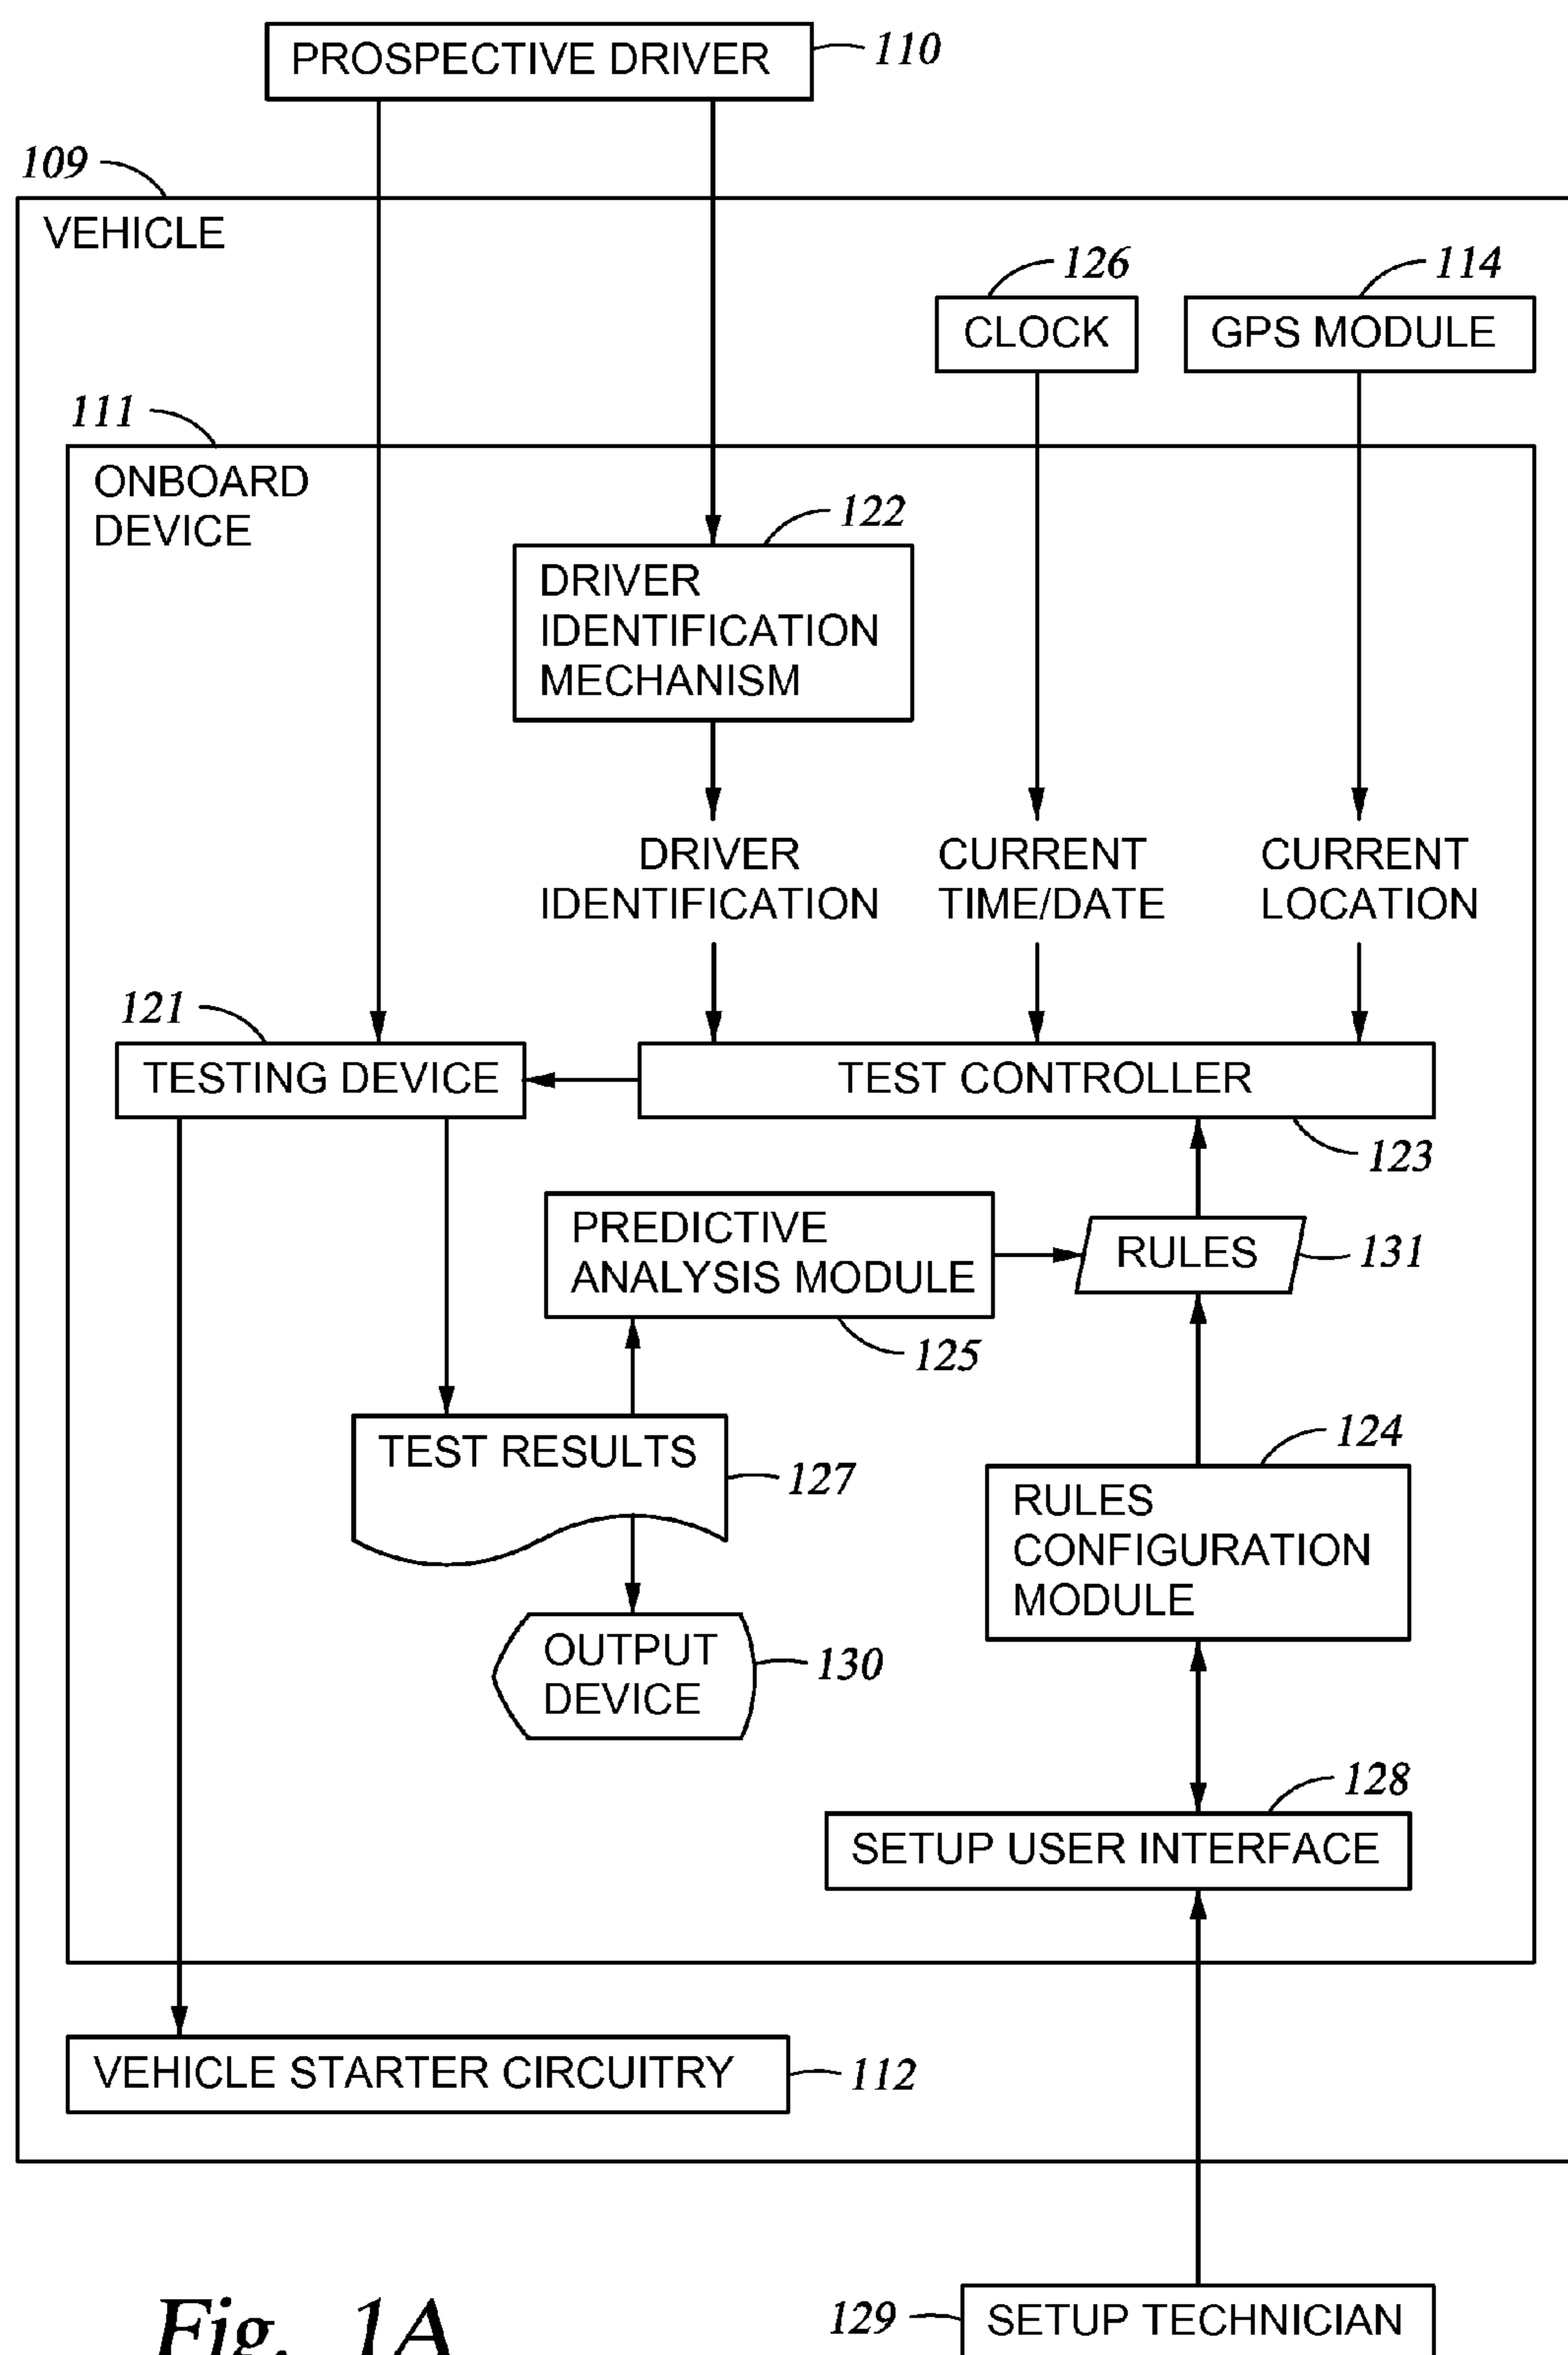 PROSPECTIVE DRIVER
110
109
VEHICLE
126
114
CLOCK
GPS MODULE
111
ONBOARD
DEVICE
122
DRIVER
IDENTIFICATION
MECHANISM
DRIVER
IDENTIFICATION
CURRENT
TIME/DATE
CURRENT
LOCATION
121
TESTING DEVICE
TEST CONTROLLER
123
PREDICTIVE
ANALYSIS MODULE
RULES
131
125
TEST RESULTS
127
124
RULES
CONFIGURATION
MODULE
OUTPUT
DEVICE
130
128
SETUP USER INTERFACE
VEHICLE STARTER CIRCUITRY
112
Fig. 1A
129
SETUP TECHNICIAN